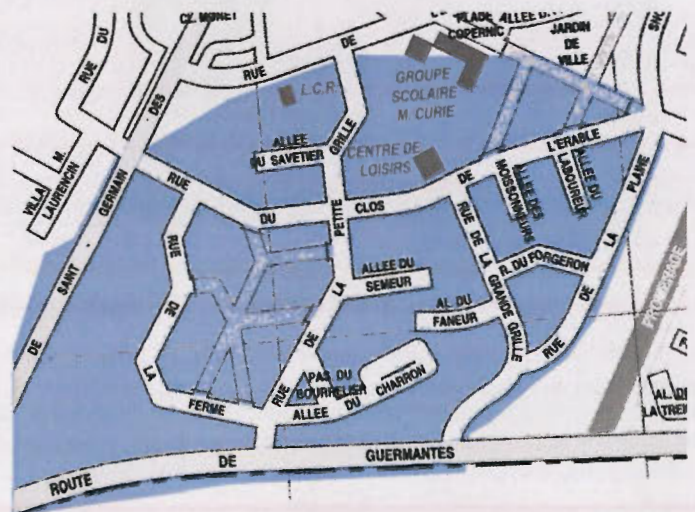 CL MONET
RUE DU
DES
RUE
DE
COPERNIC
ALLEE
JARDIN
DE
VILLE
GROUPE
SCOLAIRE
M. CURIE
L.C.R.
ALLEE
DU SAVETIER
GRILLE
CENTRE DE
LOISIRS
L'ERABLE
DE
ALLEE DES
MOISSONNEURS
ALLEE DU
LABOUREUR
PLAINE
LA
DE
RUE
VILLA M.
LAURENCIN
GERMAIN
SANT
DE
RUE
DU
CLOS
PETITE
LA
DE
RUE
RUE
DE
LA
FERME
ALLEE DU
SEMEUR
AL. DU
FANEUR
RUE DE LA GRANDE GRILLE
R. DU FORGERON
PROMENADE
PAS DU
BOURRELIER
ALLEE DU
CHARRON
ROUTE
DE
GUERMANTES